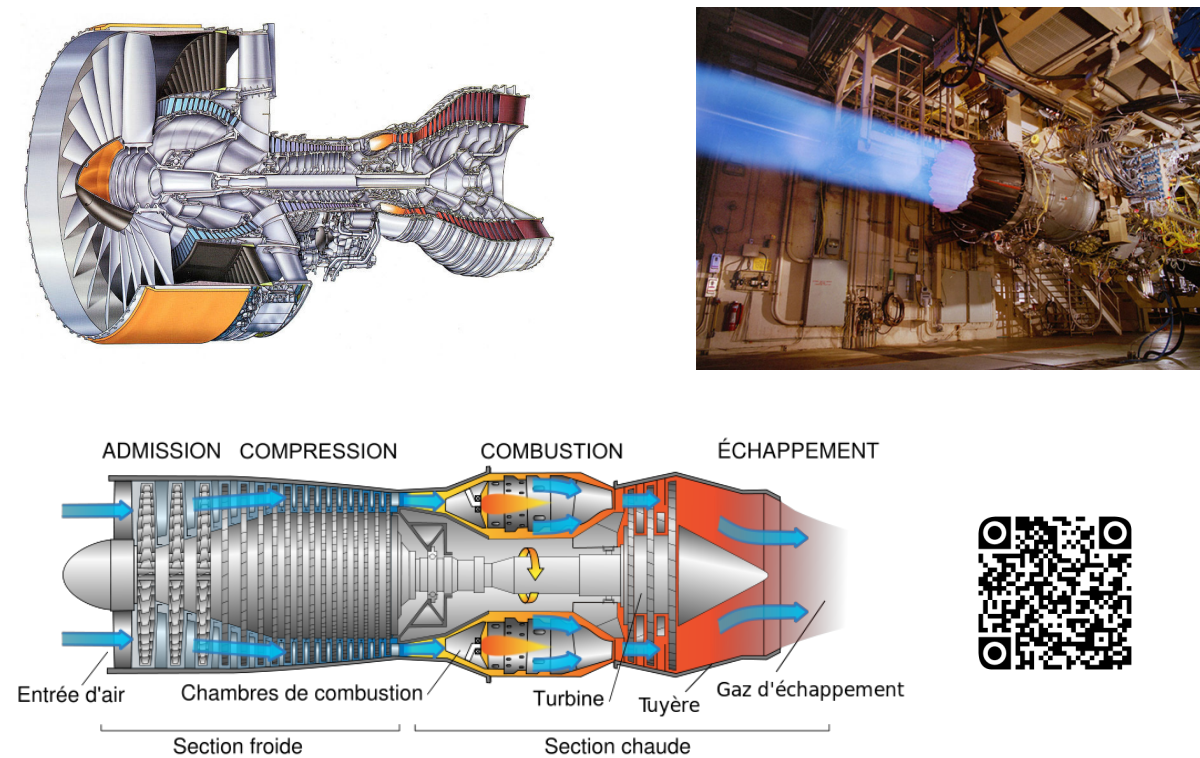 ADMISSION
COMPRESSION
COMBUSTION
ÉCHAPPEMENT
Entrée d'air
Chambres de combustion
Turbine
Tuyère
Gaz d'échappement
Section froide
Section chaude